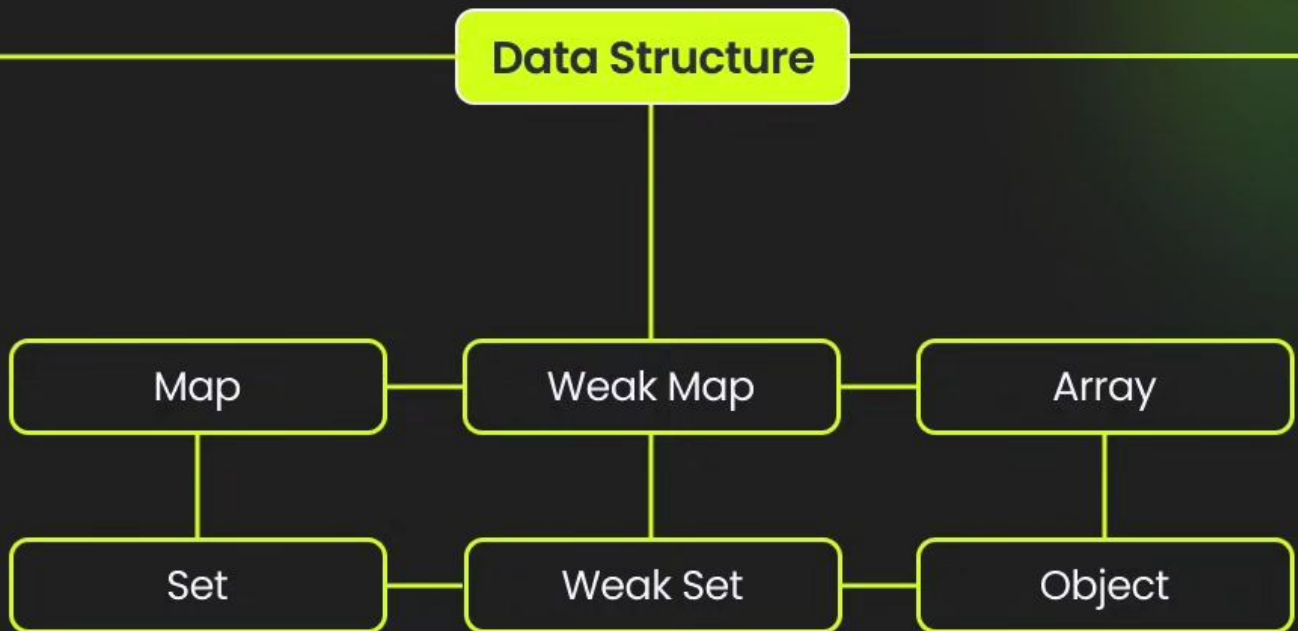 Data Structure
Map
Weak Map
Array
Set
Weak Set
Object